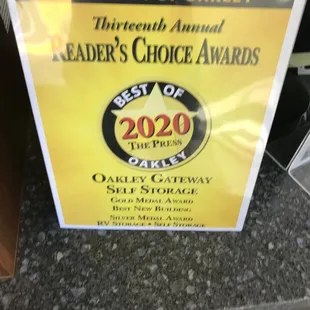 Thirteenth Annual
READER'S CHOICE AWARDS
BEST OF
2020
THE PRESS
OAKLEY
OAKLEY GATEWAY
SELF STORAGE
GOLD MEDAL AWARD
BEST NEW BUILDING
SILVER MEDAL AWARD
RV STORAGE • SELF STORAGE